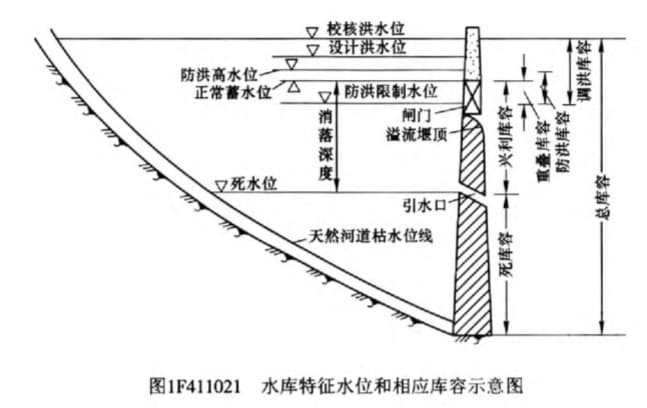 校核洪水位
设计洪水位
防洪高水位
正常蓄水位
防洪限制水位
消落深度
闸门
溢流堰顶
死水位
引水口
天然河道枯水位线
兴利库容
死库容
重叠库容
防洪库容
调洪库容
总库容
图1F411021 水库特征水位和相应库容示意图